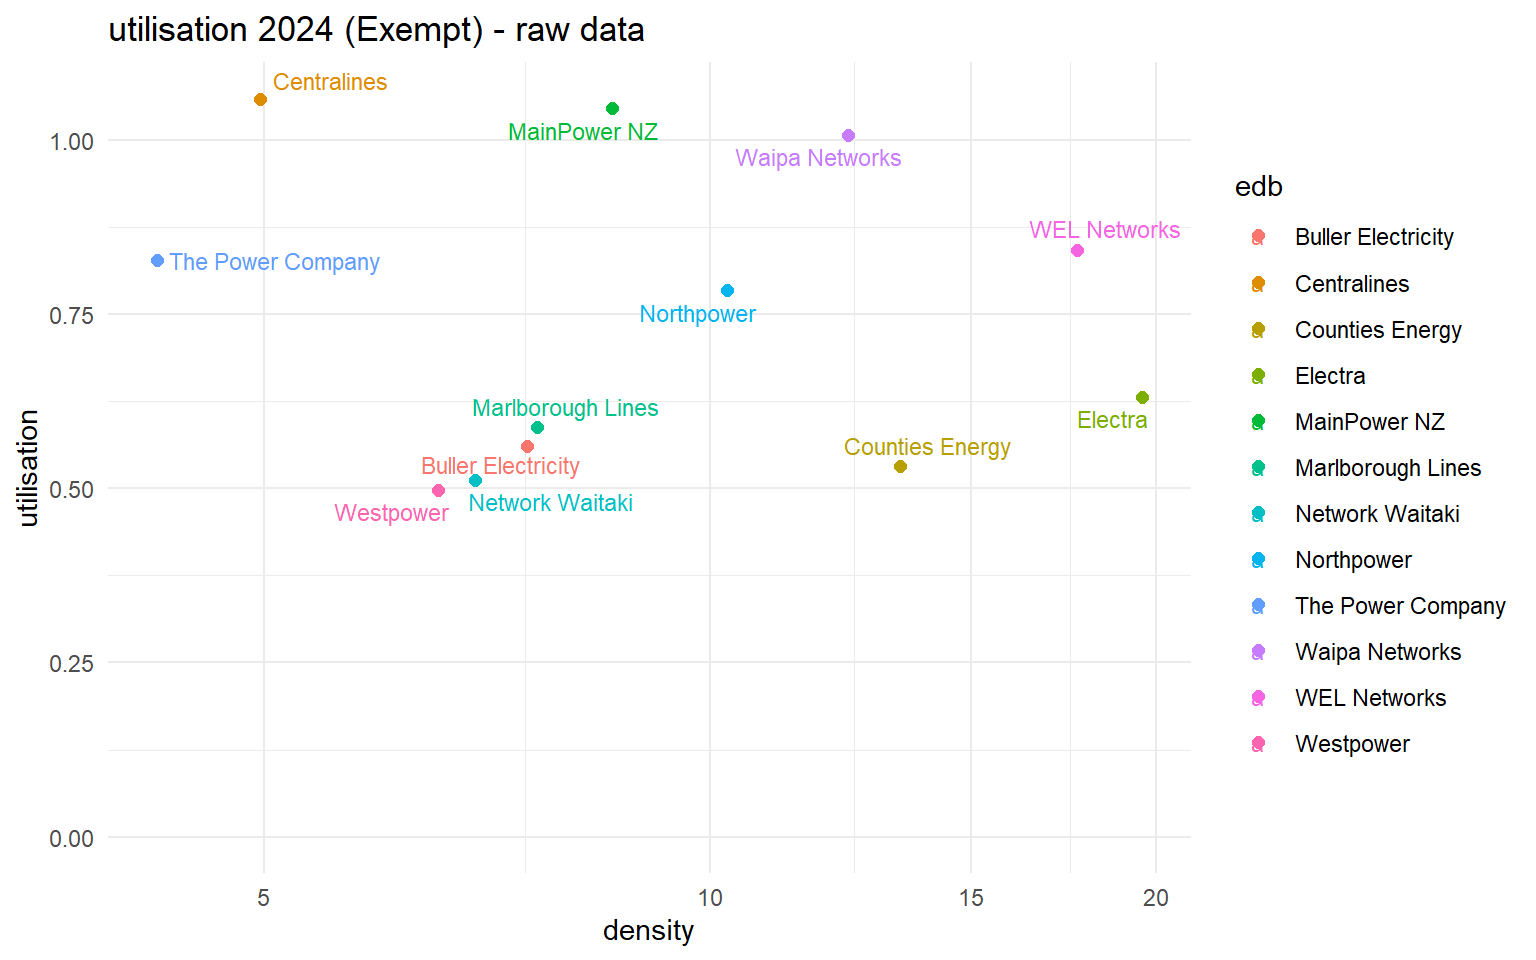 utilisation 2024 (Exempt) - raw data
Centralines
MainPower NZ
Waipa Networks
WEL Networks
The Power Company
Northpower
Marlborough Lines
Electra
Counties Energy
Buller Electricity
Network Waitaki
Westpower
1.00
0.75
0.50
0.25
0.00
utilisation
5
10
15
20
density
edb
a Buller Electricity
a Centralines
a Counties Energy
a Electra
a MainPower NZ
a Marlborough Lines
a Network Waitaki
a Northpower
a The Power Company
a Waipa Networks
a WEL Networks
a Westpower